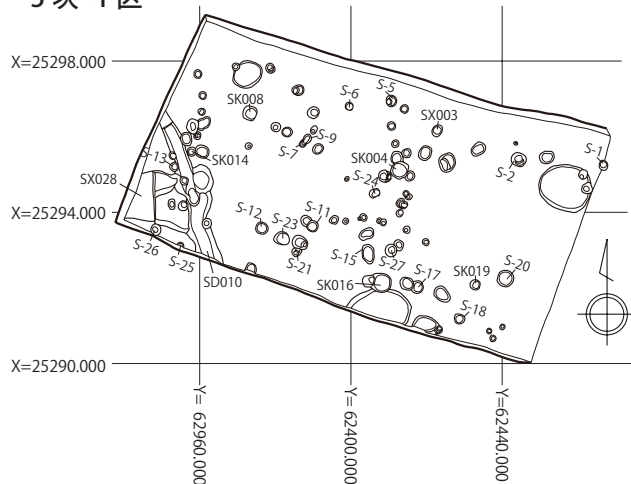 X=25298.000
S-5
S-6
SK008
SX003
S-9
S-7
S-1
S-13
SK014
SK004
S-2
S-24
SX028
X=25294.000
S-12
S-23
S-11
S-26
S-25
S-21
S-15
S-27
S-17
SK019
S-20
SD010
SK016
S-18
X=25290.000
Y= 62960.000
Y= 62400.000
Y= 62440.000